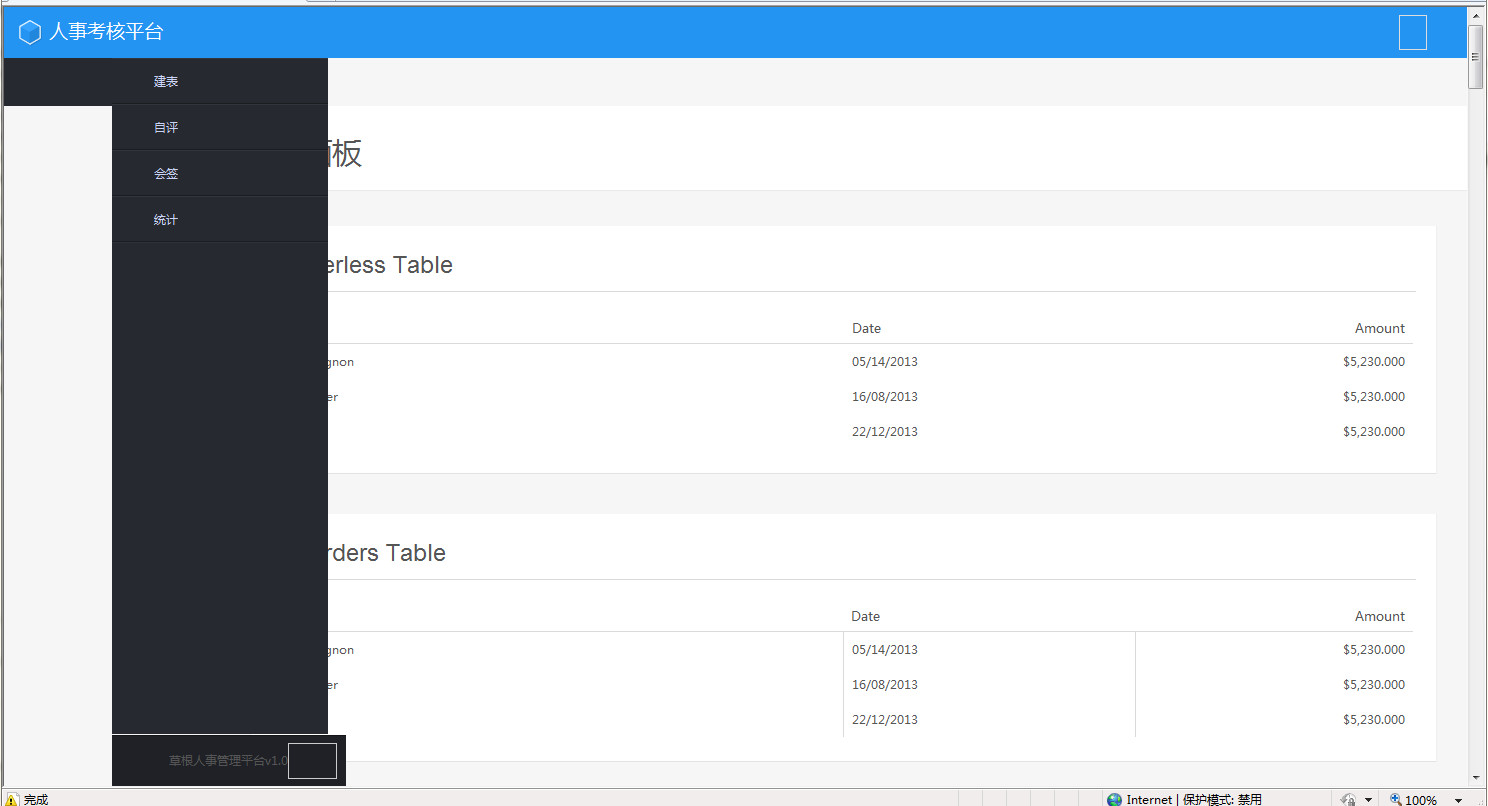 人事考核平台
建表
自评
会签
统计
面板
erless Table
Date Amount
gnon 05/14/2013 $5,230.000
er 16/08/2013 $5,230.000
22/12/2013 $5,230.000
rders Table
Date Amount
gnon 05/14/2013 $5,230.000
er 16/08/2013 $5,230.000
22/12/2013 $5,230.000
草根人事管理平台v1.0
完成 Internet | 保护模式: 禁用 100%